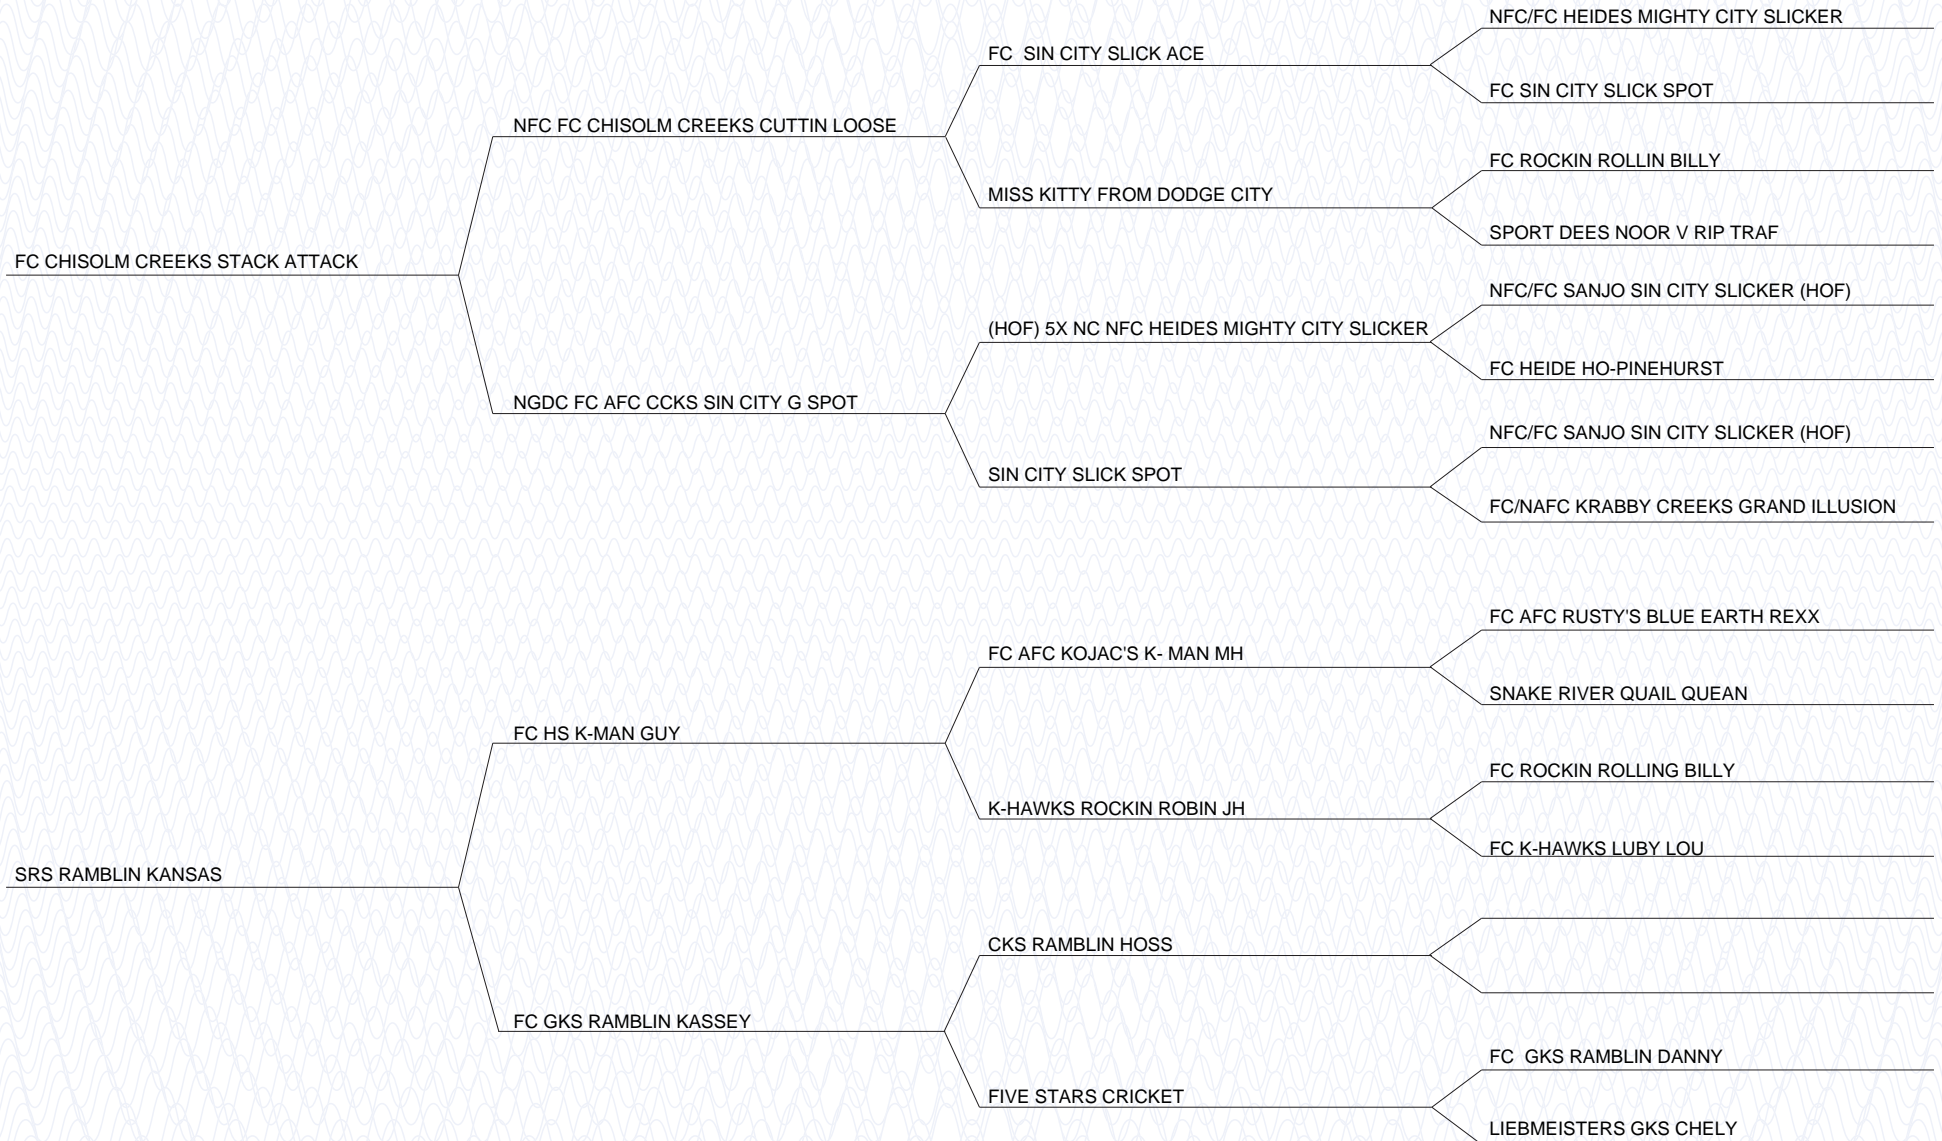 NFC/FC HEIDES MIGHTY CITY SLICKER
FC  SIN CITY SLICK ACE
FC SIN CITY SLICK SPOT
NFC FC CHISOLM CREEKS CUTTIN LOOSE
FC ROCKIN ROLLIN BILLY
MISS KITTY FROM DODGE CITY
SPORT DEES NOOR V RIP TRAF
FC CHISOLM CREEKS STACK ATTACK
NFC/FC SANJO SIN CITY SLICKER (HOF)
(HOF) 5X NC NFC HEIDES MIGHTY CITY SLICKER
FC HEIDE HO-PINEHURST
NGDC FC AFC CCKS SIN CITY G SPOT
NFC/FC SANJO SIN CITY SLICKER (HOF)
SIN CITY SLICK SPOT
FC/NAFC KRABBY CREEKS GRAND ILLUSION
FC AFC RUSTY'S BLUE EARTH REXX
FC AFC KOJAC'S K- MAN MH
SNAKE RIVER QUAIL QUEAN
FC HS K-MAN GUY
FC ROCKIN ROLLING BILLY
K-HAWKS ROCKIN ROBIN JH
FC K-HAWKS LUBY LOU
SRS RAMBLIN KANSAS
CKS RAMBLIN HOSS
FC GKS RAMBLIN KASSEY
FC  GKS RAMBLIN DANNY
FIVE STARS CRICKET
LIEBMEISTERS GKS CHELY